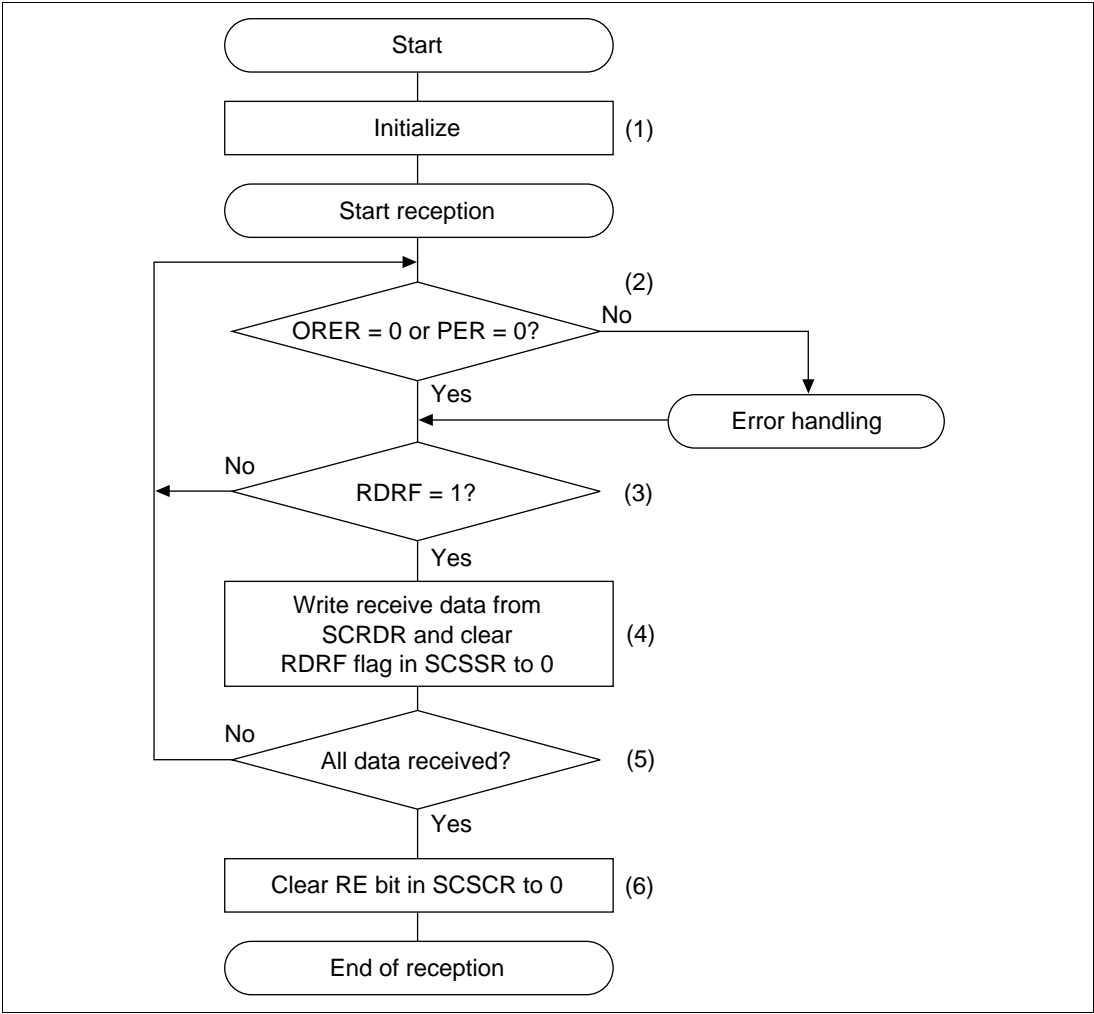 Start
Initialize
(1)
Start reception
(2)
ORER = 0 or PER = 0?
No
Yes
Error handling
No
RDRF = 1?
(3)
Yes
Write receive data from
SCRDR and clear
RDRF flag in SCSSR to 0
(4)
No
All data received?
(5)
Yes
Clear RE bit in SCSCR to 0
(6)
End of reception